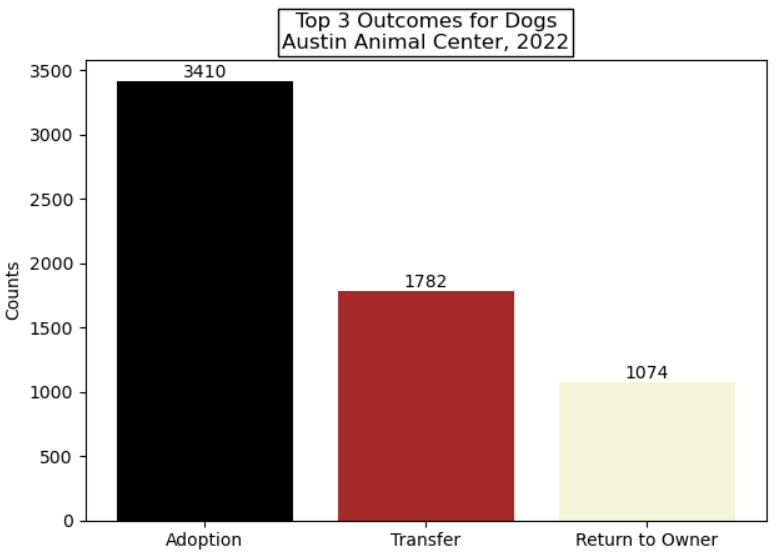 Top 3 Outcomes for Dogs
Austin Animal Center, 2022
3500
3000
2500
2000
1500
1000
500
0
Counts
3410
1782
1074
Adoption
Transfer
Return to Owner